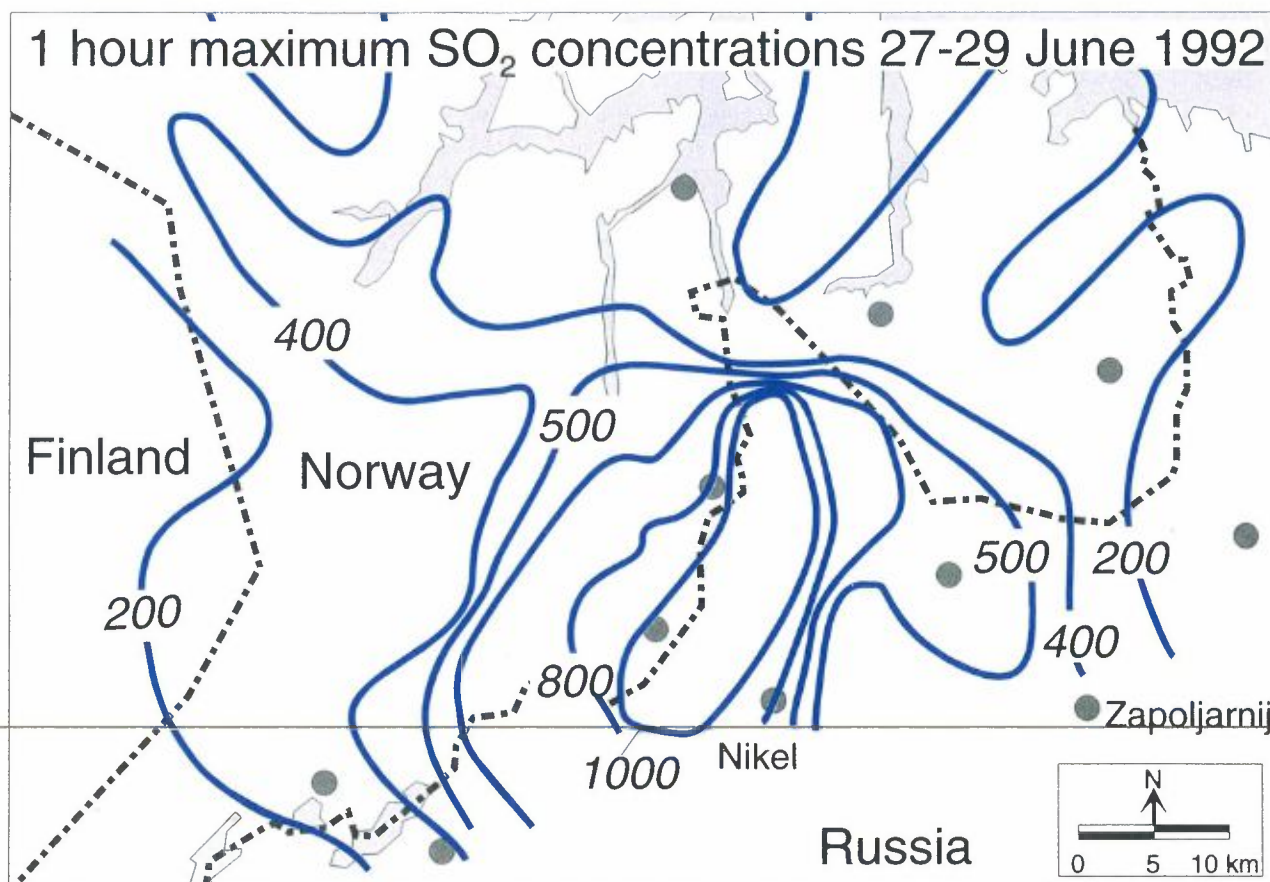 1 hour maximum SO₂ concentrations 27-29 June 1992
400
500
Finland
Norway
500
200
200
400
800
Zapoljarnij
1000
Nikel
N
Russia
0 5 10 km